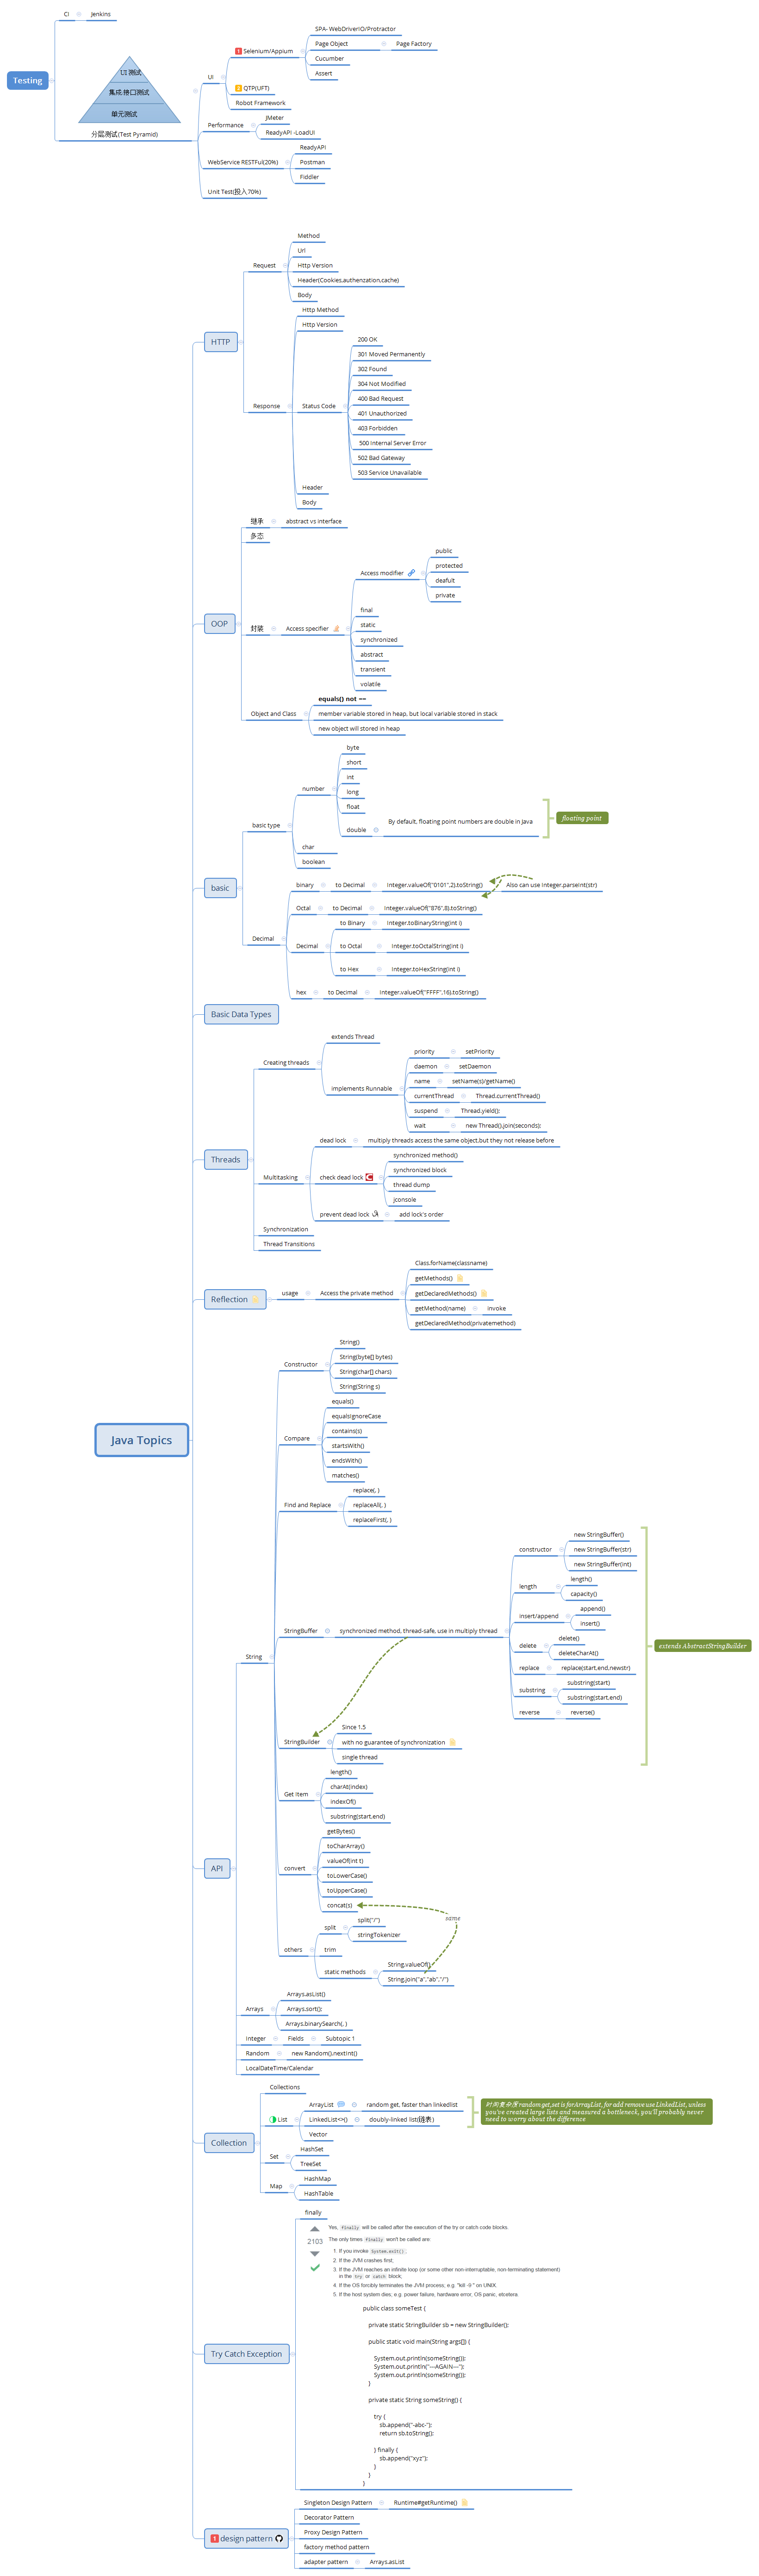 CI
Jenkins
Testing
UI 测试
集成接口测试
单元测试
分层测试(Test Pyramid)
UI
Selenium/Appium
SPA- WebDriverIO/Protractor
Page Object
Page Factory
Cucumber
Assert
QTP(UFT)
Robot Framework
Performance
JMeter
ReadyAPI -LoadUI
WebService RESTFul(20%)
ReadyAPI
Postman
Fiddler
Unit Test(投入70%)
Java Topics
HTTP
Request
Method
Url
Http Version
Header(Cookies,authenzation,cache)
Body
Response
Http Method
Http Version
Status Code
200 OK
301 Moved Permanently
302 Found
304 Not Modified
400 Bad Request
401 Unauthorized
403 Forbidden
500 Internal Server Error
502 Bad Gateway
503 Service Unavailable
Header
Body
OOP
继承
abstract vs interface
多态
封装
Access specifier
Access modifier
public
protected
deafult
private
final
static
synchronized
abstract
transient
volatile
Object and Class
equals() not ==
member variable stored in heap, but local variable stored in stack
new object will stored in heap
basic
basic type
number
byte
short
int
long
float
double
By default, floating point numbers are double in Java
floating point
char
boolean
Decimal
binary
to Decimal
Integer.valueOf("0101",2).toString()
Also can use Integer.parseInt(str)
Octal
to Decimal
Integer.valueOf("876",8).toString()
Decimal
to Binary
Integer.toBinaryString(int i)
to Octal
Integer.toOctalString(int i)
to Hex
Integer.toHexString(int i)
hex
to Decimal
Integer.valueOf("FFFF",16).toString()
Basic Data Types
Threads
Creating threads
extends Thread
implements Runnable
priority
setPriority
daemon
setDaemon
name
setName(s)/getName()
currentThread
Thread.currentThread()
suspend
Thread.yield();
wait
new Thread().join(seconds);
Multitasking
dead lock
multiply threads access the same object,but they not release before
check dead lock
synchronized method()
synchronized block
thread dump
jconsole
prevent dead lock
add lock's order
Synchronization
Thread Transitions
Reflection
usage
Access the private method
Class.forName(classname)
getMethods()
getDeclaredMethods()
getMethod(name)
invoke
getDeclaredMethod(privatemethod)
API
String
Constructor
String()
String(byte[] bytes)
String(char[] chars)
String(String s)
Compare
equals()
equalsIgnoreCase
contains(s)
startsWith()
endsWith()
matches()
Find and Replace
replace(, )
replaceAll(, )
replaceFirst(, )
StringBuffer
synchronized method, thread-safe, use in multiply thread
constructor
new StringBuffer()
new StringBuffer(str)
new StringBuffer(int)
length
length()
capacity()
insert/append
append()
insert()
delete
delete()
deleteCharAt()
replace
replace(start,end,newstr)
substring
substring(start)
substring(start,end)
reverse
reverse()
extends AbstractStringBuilder
StringBuilder
Since 1.5
with no guarantee of synchronization
single thread
Get Item
length()
charAt(index)
indexOf()
substring(start,end)
convert
getBytes()
toCharArray()
valueOf(int t)
toLowerCase()
toUpperCase()
concat(s)
others
split
split("/")
stringTokenizer
trim
static methods
String.valueOf()
String.join("a","ab","/")
Arrays
Arrays.asList()
Arrays.sort();
Arrays.binarySearch(, )
Integer
Fields
Subtopic 1
Random
new Random().nextInt()
LocalDateTime/Calendar
Collection
Collections
List
ArrayList
random get, faster than linkedlist
LinkedList<>()
doubly-linked list(链表)
Vector
时间复杂度 random get,set is for ArrayList, for add remove use LinkedList, unless
you've created large lists and measured a bottleneck, you'll probably never
need to worry about the difference
Set
HashSet
TreeSet
Map
HashMap
HashTable
Try Catch Exception
finally
2103
Yes, finally will be called after the execution of the try or catch code blocks.
The only times finally won't be called are:
1. If you invoke System.exit().
2. If the JVM crashes first;
3. If the JVM reaches an infinite loop (or some other non-interruptable, non-terminating statement)
in the try or catch block;
4. If the OS forcibly terminates the JVM process; e.g. "kill -9" on UNIX.
5. If the host system dies; e.g. power failure, hardware error, OS panic, etcetera.
public class someTest {
private static StringBuilder sb = new StringBuilder();
public static void main(String args[]) {
System.out.println(someString());
System.out.println("---AGAIN---");
System.out.println(someString());
}
private static String someString() {
try {
sb.append("-abc-");
return sb.toString();
} finally {
sb.append("xyz");
}
}
}
design pattern
Singleton Design Pattern
Runtime#getRuntime()
Decorator Pattern
Proxy Design Pattern
factory method pattern
adapter pattern
Arrays.asList